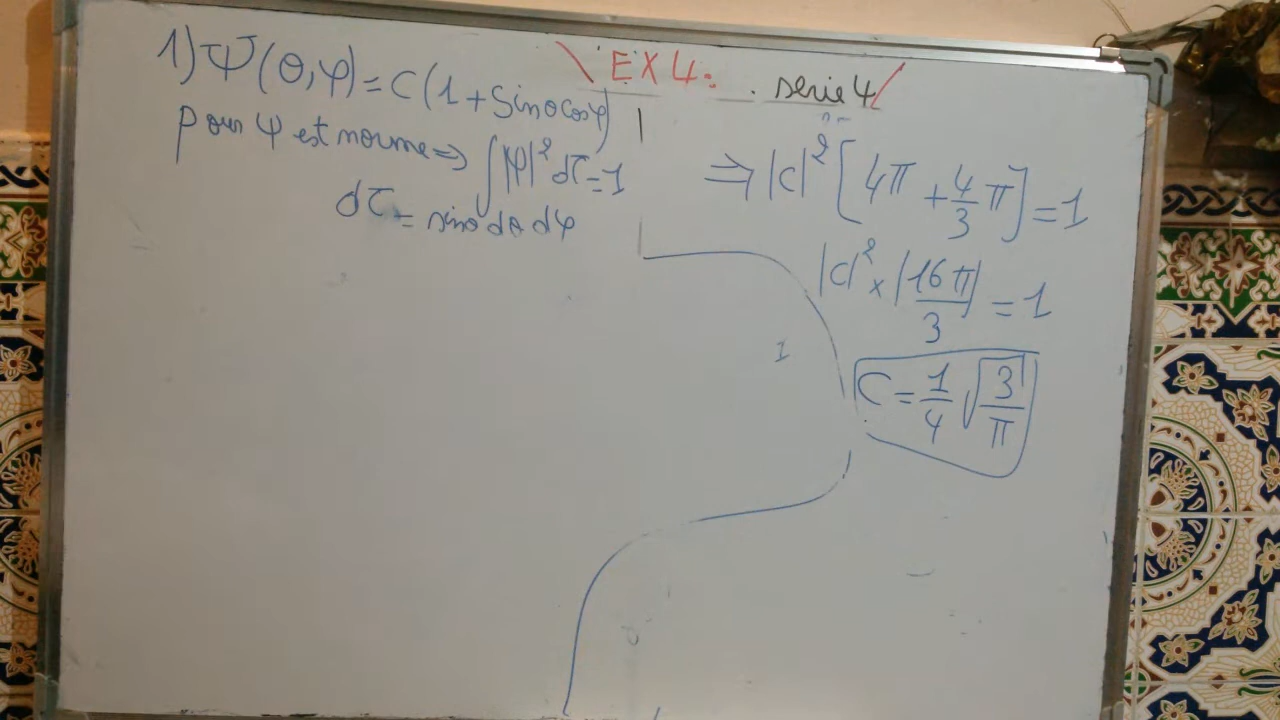 EX 4: serie 4
1) Ψ(θ,φ) = C(1 + Sinθ cosφ)
pour ψ est norme ⇒ ∫|ψ|² dτ = 1
dτ = sinθ dθ dφ
⇒ |C|² [4π + 4/3 π] = 1
|C|² × (16π/3) = 1
C = 1/4 √(3/π)